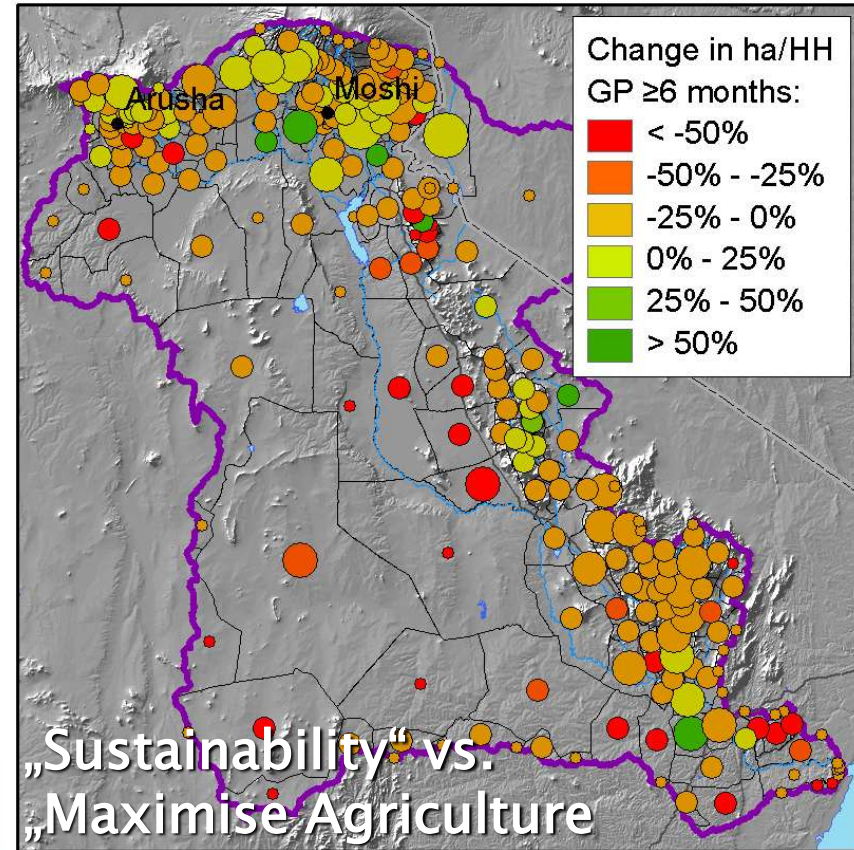 Change in ha/HH
GP ≥6 months:
< -50%
-50% - -25%
-25% - 0%
0% - 25%
25% - 50%
> 50%
Arusha
Moshi
„Sustainability“ vs.
„Maximise Agriculture